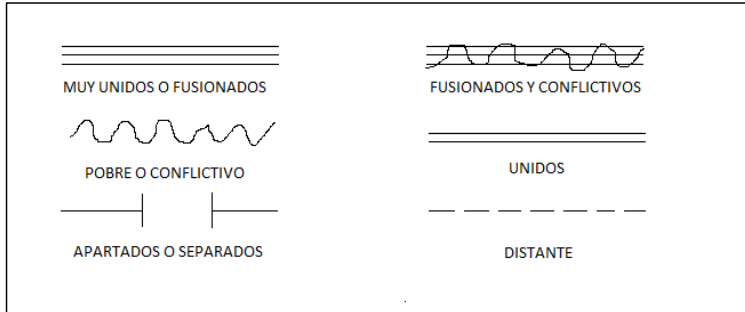 MUY UNIDOS O FUSIONADOS
FUSIONADOS Y CONFLICTIVOS
POBRE O CONFLICTIVO
UNIDOS
APARTADOS O SEPARADOS
DISTANTE